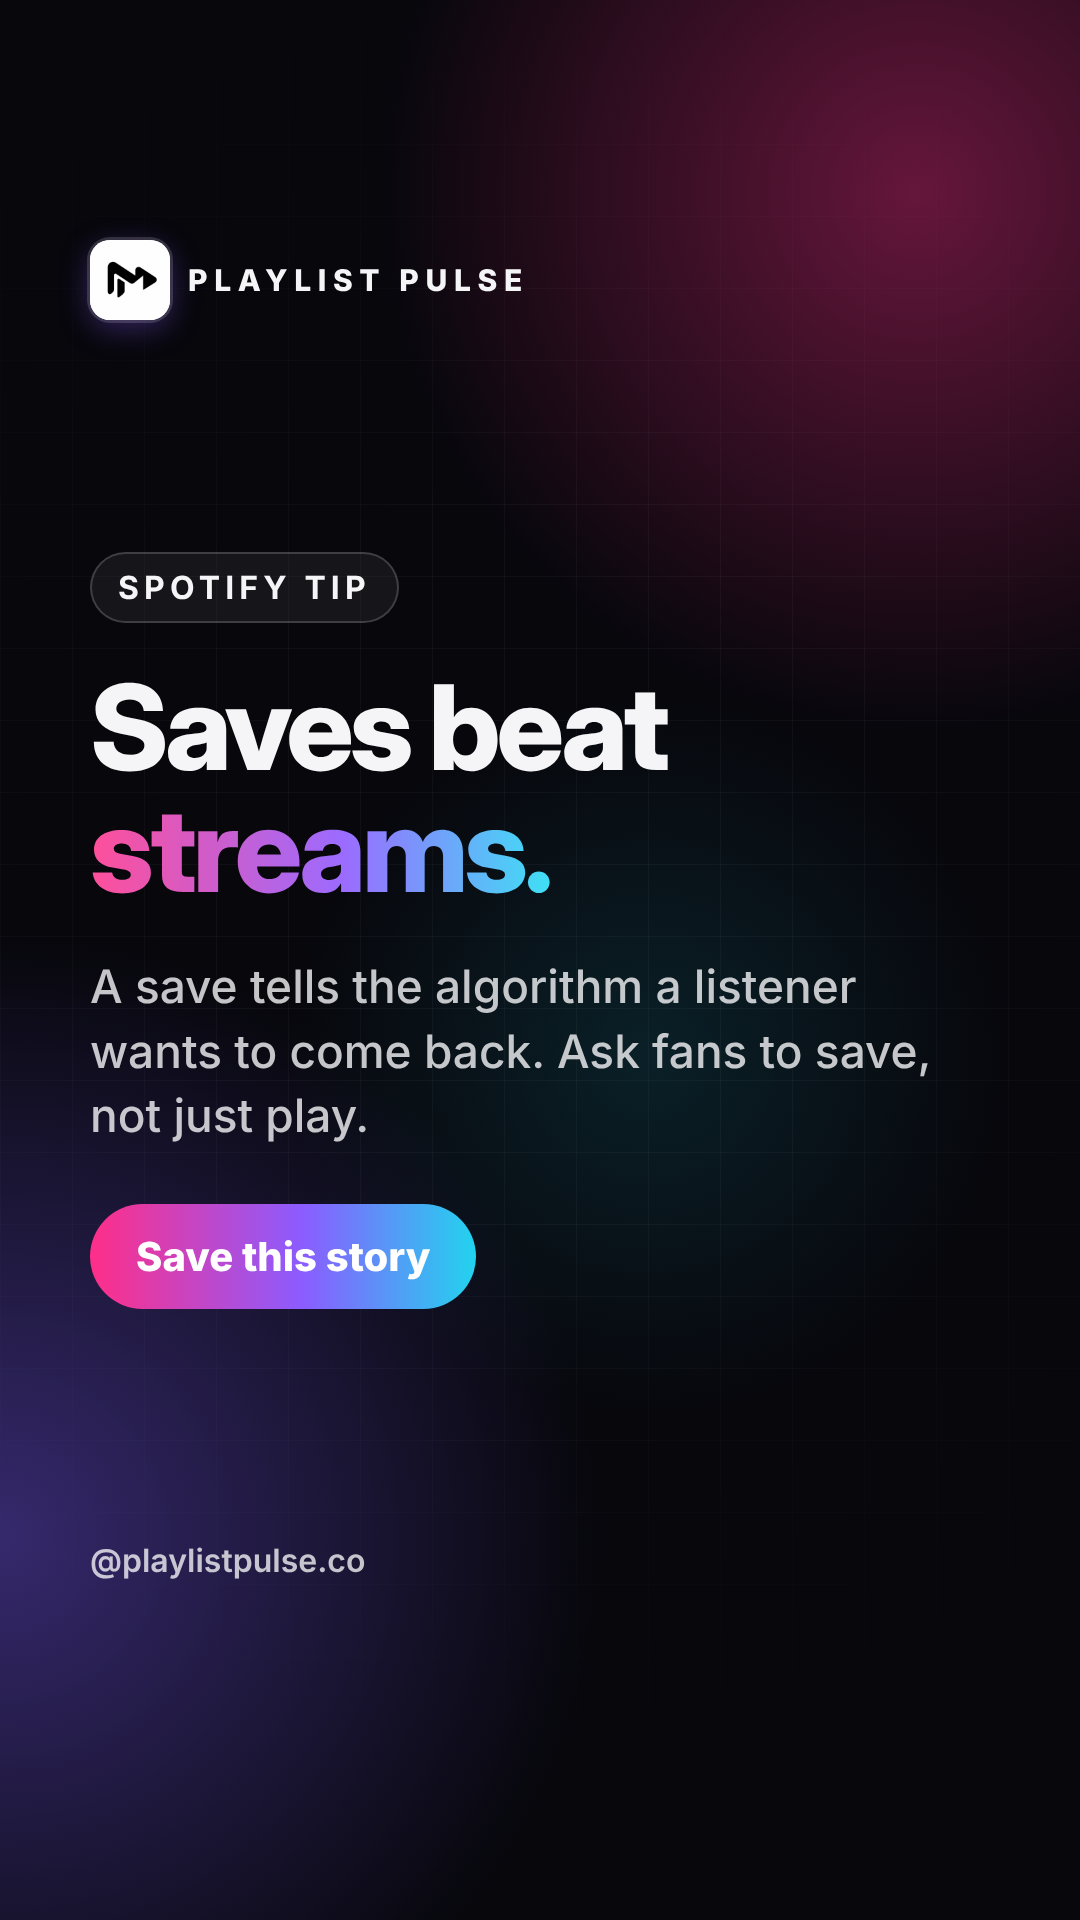 PLAYLIST PULSE
SPOTIFY TIP
Saves beat
streams.
A save tells the algorithm a listener
wants to come back. Ask fans to save,
not just play.
Save this story
@playlistpulse.co